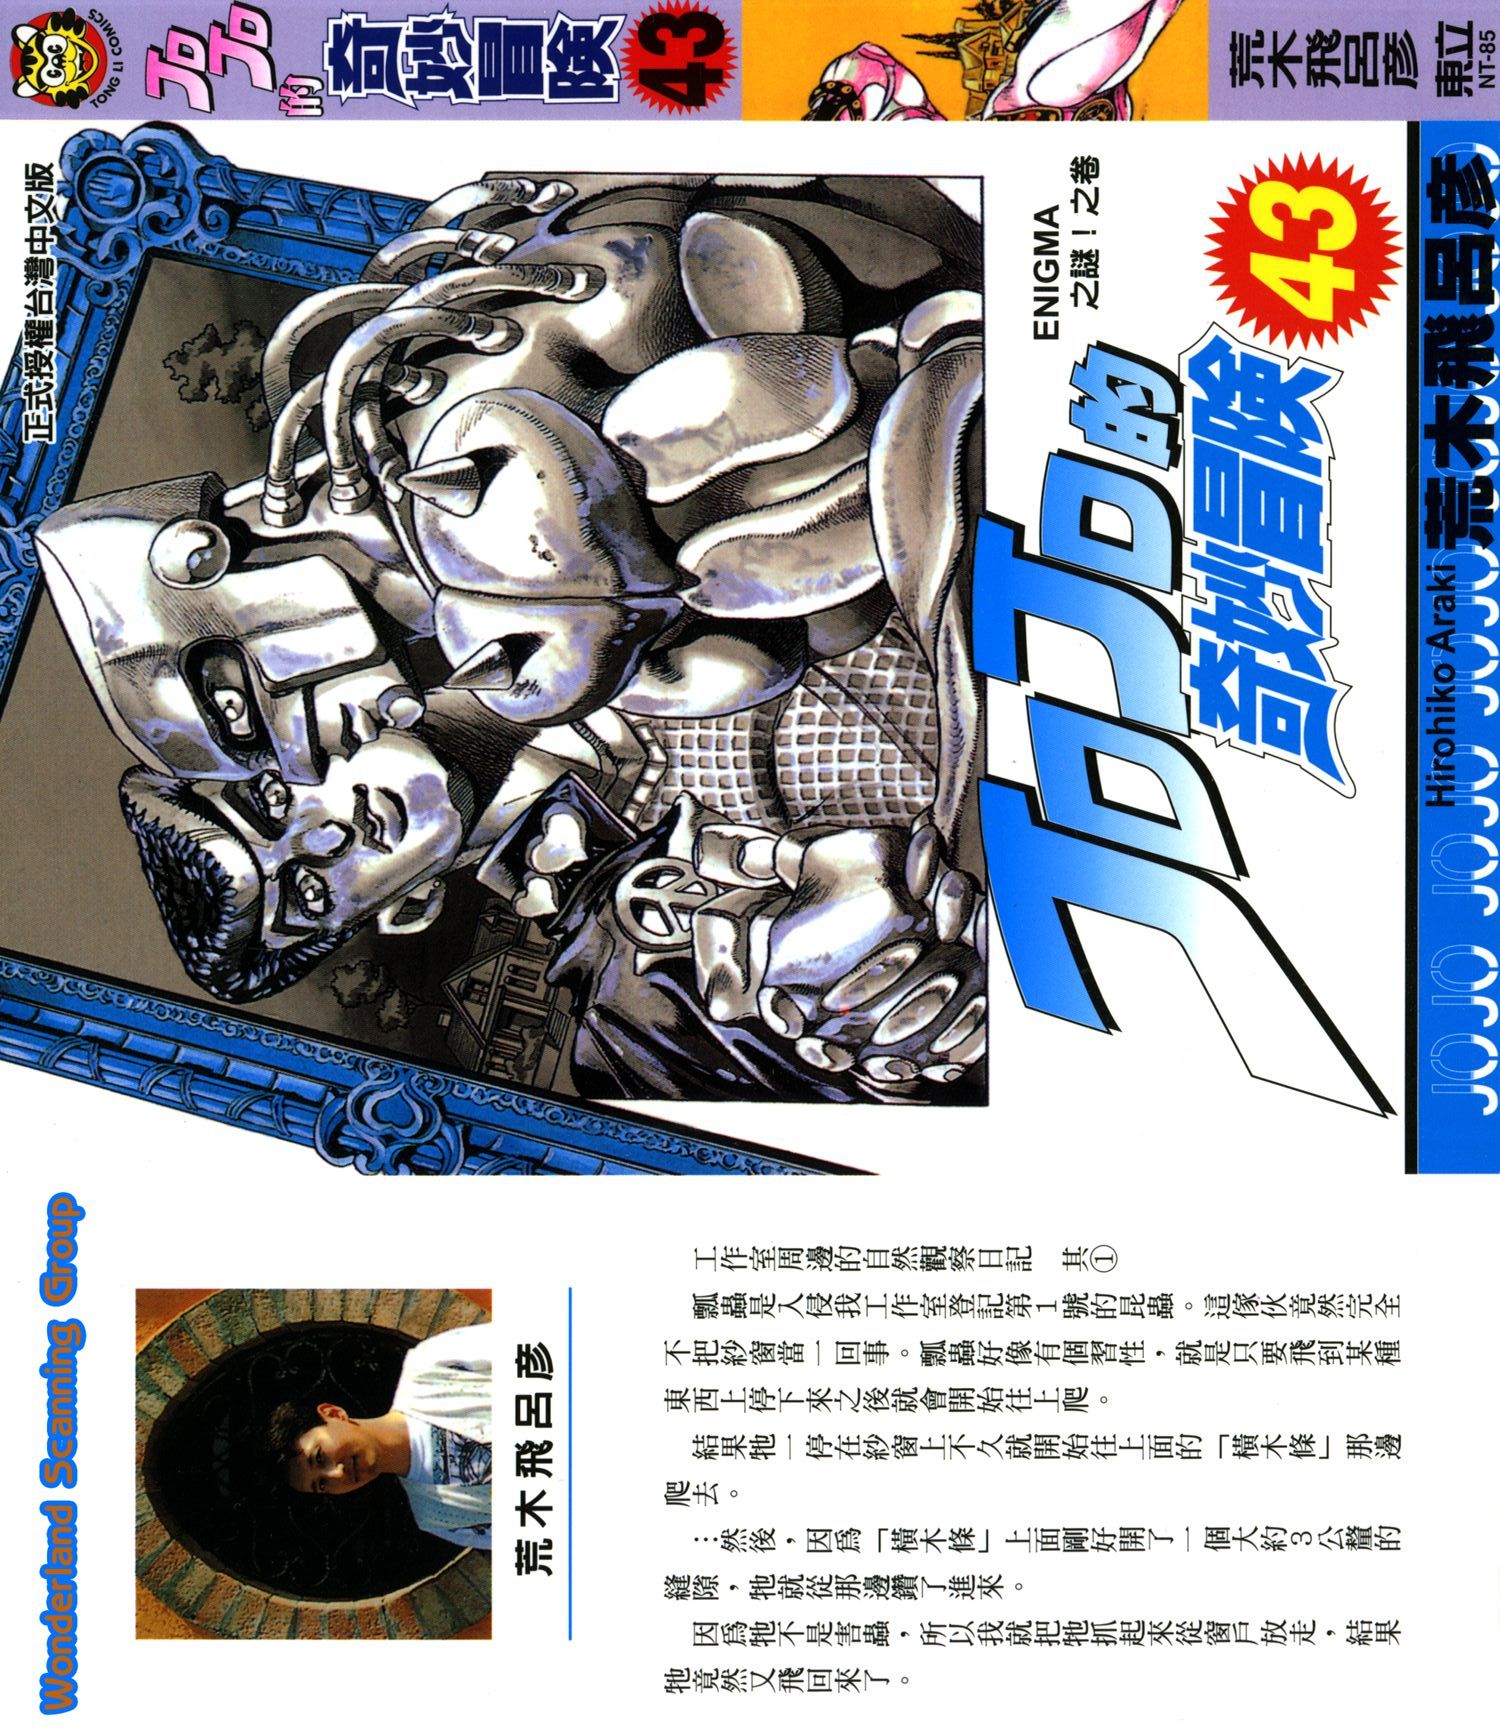 TONG LI COMICS
JOJO的
奇妙冒險
43
荒木飛呂彥
東立
NT-85
正式授權台灣中文版
ENIGMA
之謎！之卷
43
JOJO的
奇妙冒險
荒木飛呂彥
Hirohiko Araki
JOJO JOJO JOJO JOJO
Wonderland Scanning Group
荒木飛呂彥
工作室周邊的自然觀察日記　其①
瓢蟲是入侵我工作室登記第1號的昆蟲。這傢伙竟然完全
不把紗窗當一回事。瓢蟲好像有個習性，就是只要飛到某種
東西上停下來之後就會開始往上爬。
結果牠一停在紗窗上不久就開始往上面的「橫木條」那邊
爬去。
…然後，因為「橫木條」上面剛好開了一個大約3公釐的
縫隙，牠就從那邊鑽了進來。
因為牠不是害蟲，所以我就把牠抓起來從窗戶放走，結果
牠竟然又飛回來了。